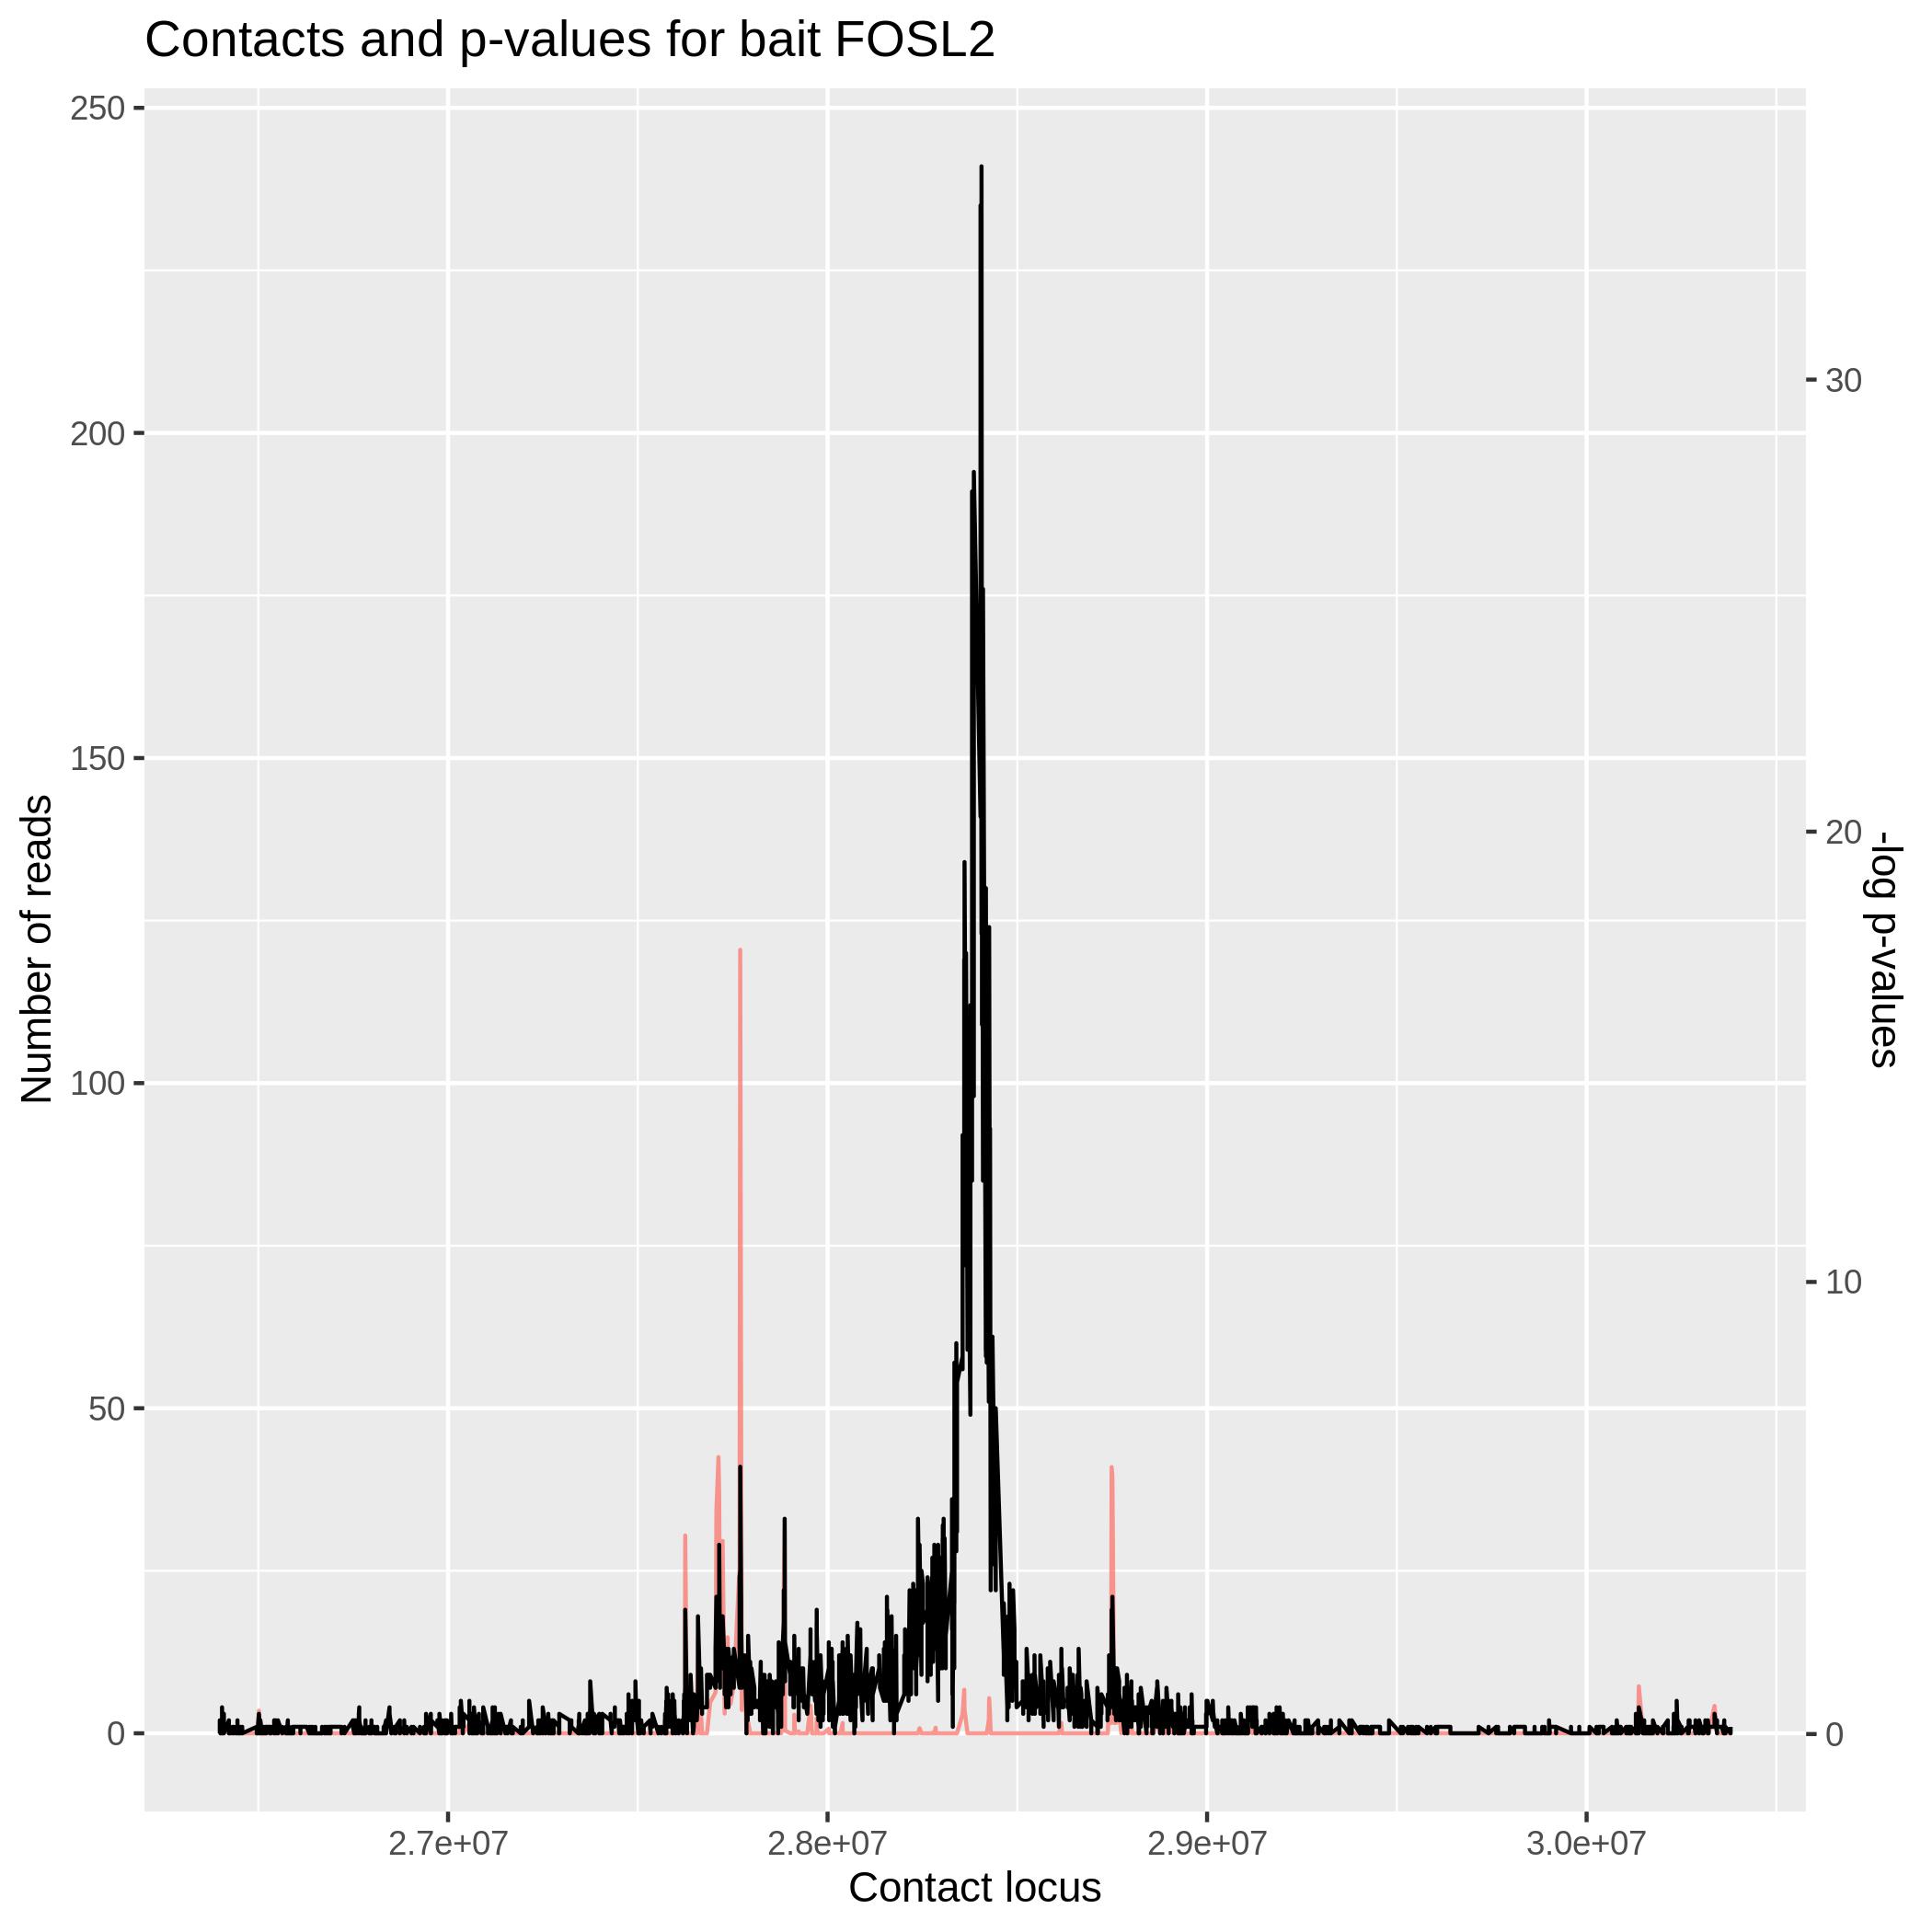 Contacts and p-values for bait FOSL2
250
200
150
100
50
0
Number of reads
30
20
10
0
-log p-values
2.7e+07
2.8e+07
2.9e+07
3.0e+07
Contact locus